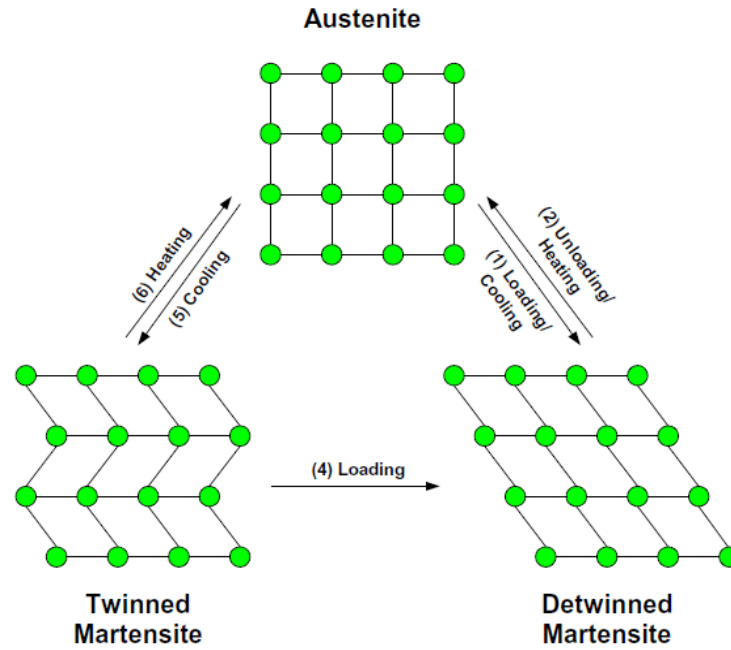 Austenite
(6) Heating
(5) Cooling
(2) Unloading/
Heating
(1) Loading/
Cooling
(4) Loading
Twinned
Martensite
Detwinned
Martensite